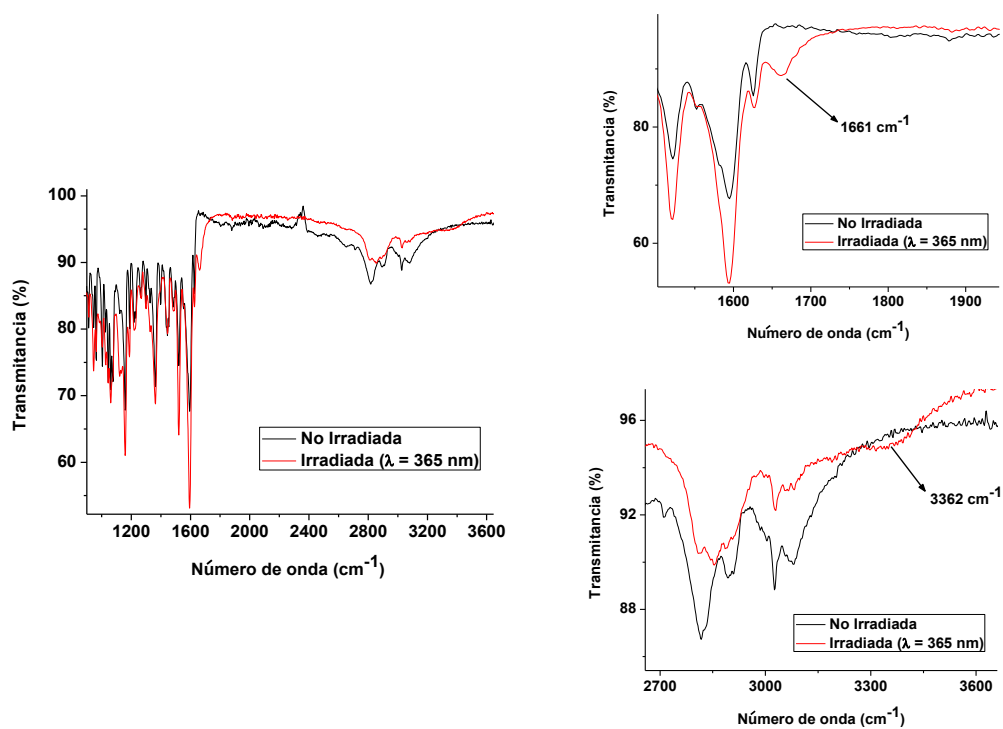 Transmitancia (%)
100
90
80
70
60
1200 1600 2000 2400 2800 3200 3600
Número de onda (cm-1)
No Irradiada
Irradiada (λ = 365 nm)
Transmitancia (%)
80
60
1600 1700 1800 1900
Número de onda (cm-1)
1661 cm-1
No Irradiada
Irradiada (λ = 365 nm)
Transmitancia (%)
96
92
88
2700 3000 3300 3600
Número de onda (cm-1)
3362 cm-1
No Irradiada
Irradiada (λ = 365 nm)